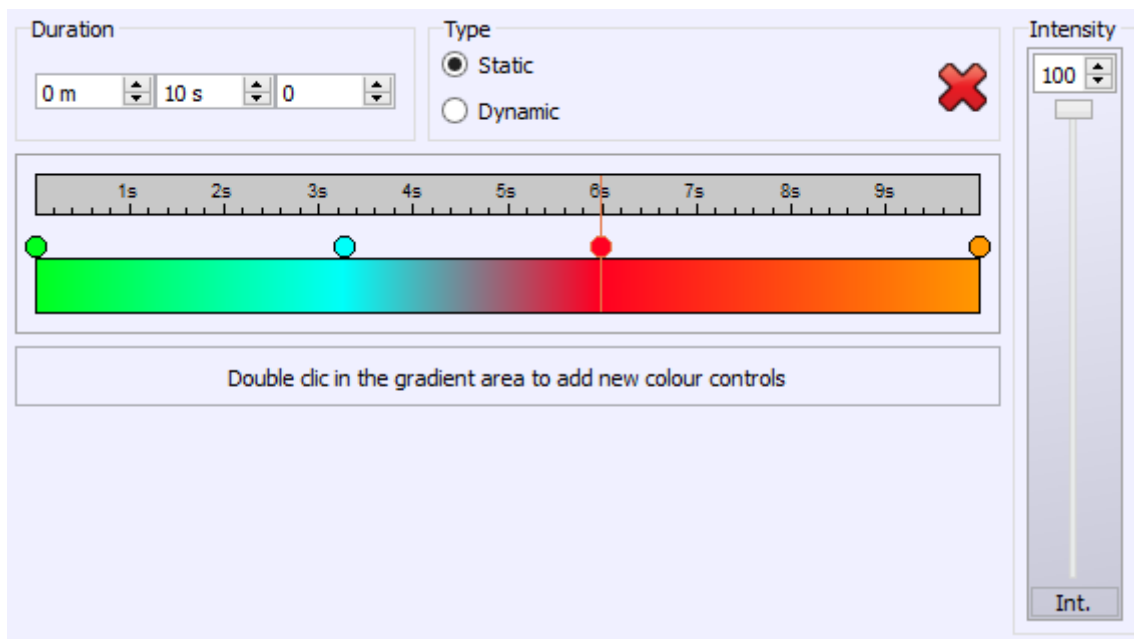 Duration
Type
Intensity
Static
Dynamic
0 m
10 s
0
100
1s 2s 3s 4s 5s 6s 7s 8s 9s
Double clic in the gradient area to add new colour controls
Int.